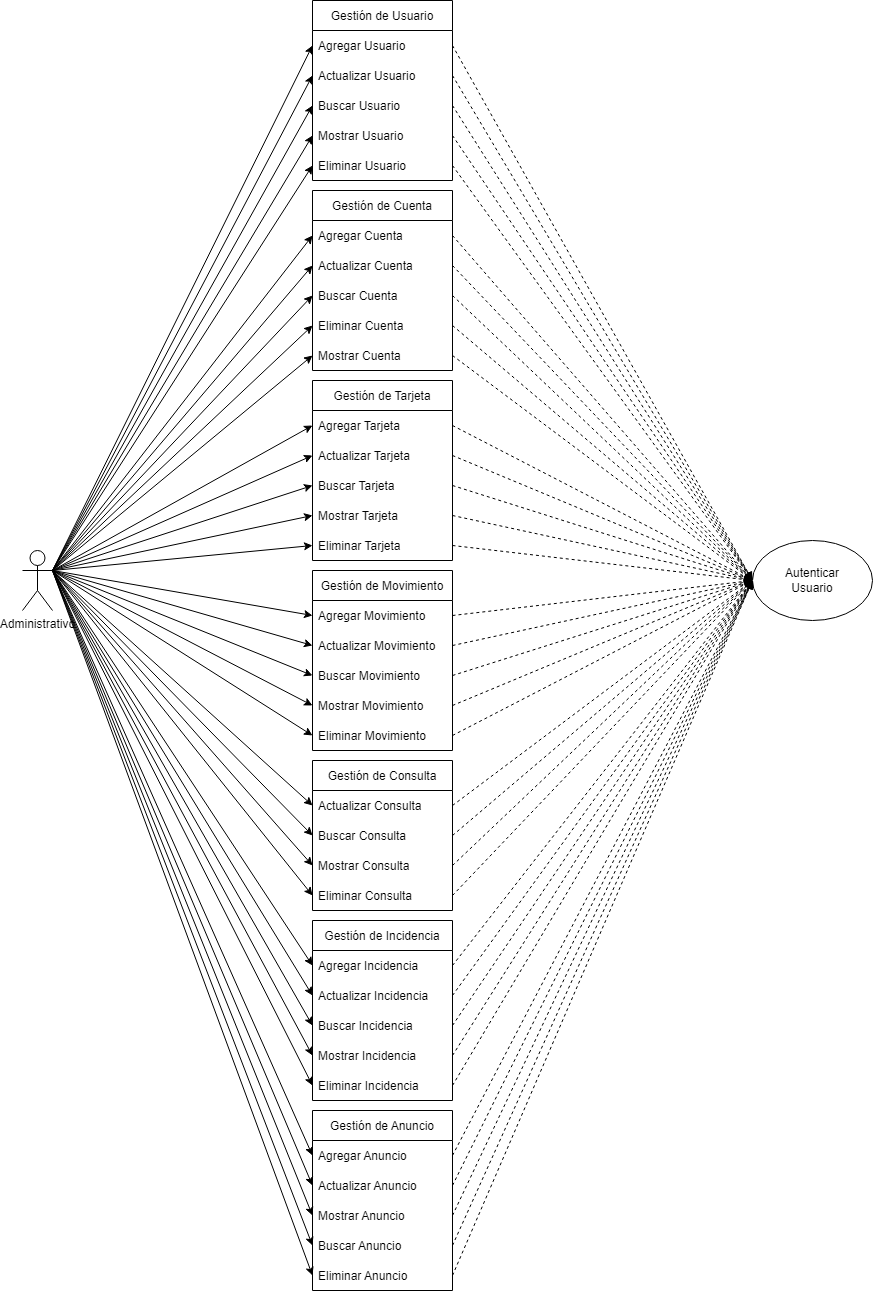 Gestión de Usuario
Agregar Usuario
Actualizar Usuario
Buscar Usuario
Mostrar Usuario
Eliminar Usuario
Gestión de Cuenta
Agregar Cuenta
Actualizar Cuenta
Buscar Cuenta
Eliminar Cuenta
Mostrar Cuenta
Gestión de Tarjeta
Agregar Tarjeta
Actualizar Tarjeta
Buscar Tarjeta
Mostrar Tarjeta
Eliminar Tarjeta
Administrativo
Gestión de Movimiento
Agregar Movimiento
Actualizar Movimiento
Buscar Movimiento
Mostrar Movimiento
Eliminar Movimiento
Autenticar
Usuario
Gestión de Consulta
Actualizar Consulta
Buscar Consulta
Mostrar Consulta
Eliminar Consulta
Gestión de Incidencia
Agregar Incidencia
Actualizar Incidencia
Buscar Incidencia
Mostrar Incidencia
Eliminar Incidencia
Gestión de Anuncio
Agregar Anuncio
Actualizar Anuncio
Mostrar Anuncio
Buscar Anuncio
Eliminar Anuncio